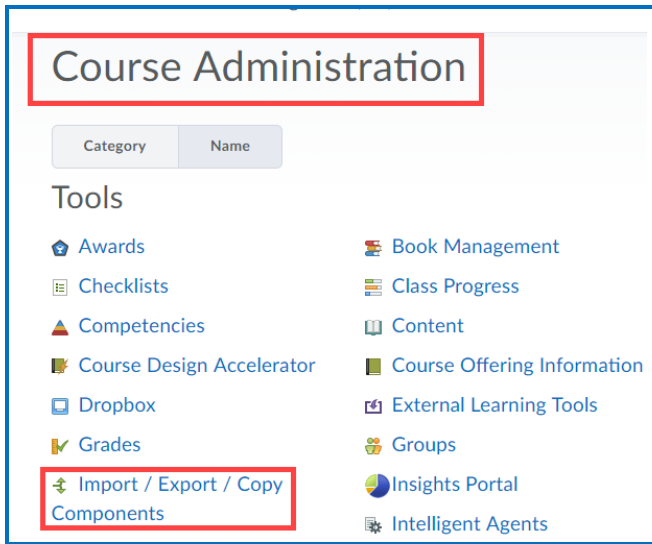 Course Administration
Category Name
Tools
Awards
Book Management
Checklists
Class Progress
Competencies
Content
Course Design Accelerator
Course Offering Information
Dropbox
External Learning Tools
Grades
Groups
Import / Export / Copy
Components
Insights Portal
Intelligent Agents